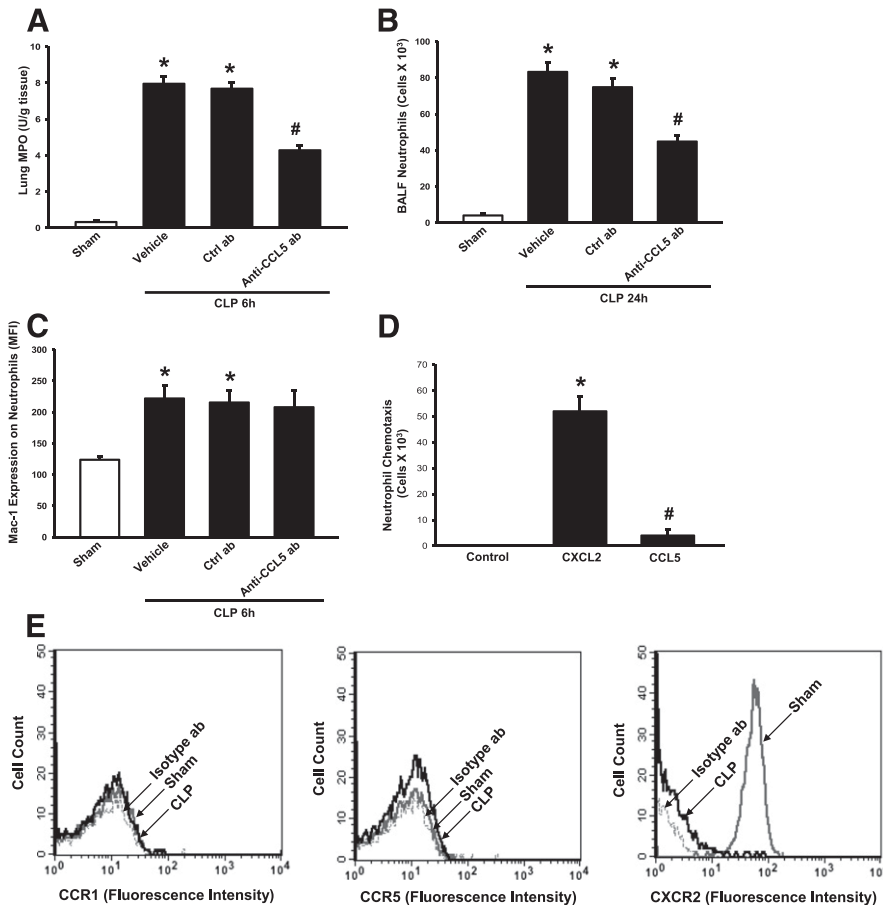 A
Lung MPO (U/g tissue)
10
8
6
4
2
0
*
*
#
Sham
Vehicle
Ctrl ab
Anti-CCL5 ab
CLP 6h
B
BALF Neutrophils (Cells X 10³)
100
80
60
40
20
0
*
*
#
Sham
Vehicle
Ctrl ab
Anti-CCL5 ab
CLP 24h
C
Mac-1 Expression on Neutrophils (MFI)
300
250
200
150
100
50
0
*
*
Sham
Vehicle
Ctrl ab
Anti-CCL5 ab
CLP 6h
D
Neutrophil Chemotaxis
(Cells X 10³)
70
60
50
40
30
20
10
0
*
#
Control
CXCL2
CCL5
E
Cell Count
50
40
30
20
10
0
Isotype ab
Sham
CLP
10⁰
10¹
10²
10³
10⁴
CCR1 (Fluorescence Intensity)
Cell Count
50
40
30
20
10
0
Isotype ab
Sham
CLP
10⁰
10¹
10²
10³
10⁴
CCR5 (Fluorescence Intensity)
Cell Count
50
40
30
20
10
0
Isotype ab
CLP
Sham
10⁰
10¹
10²
10³
CXCR2 (Fluorescence Intensity)